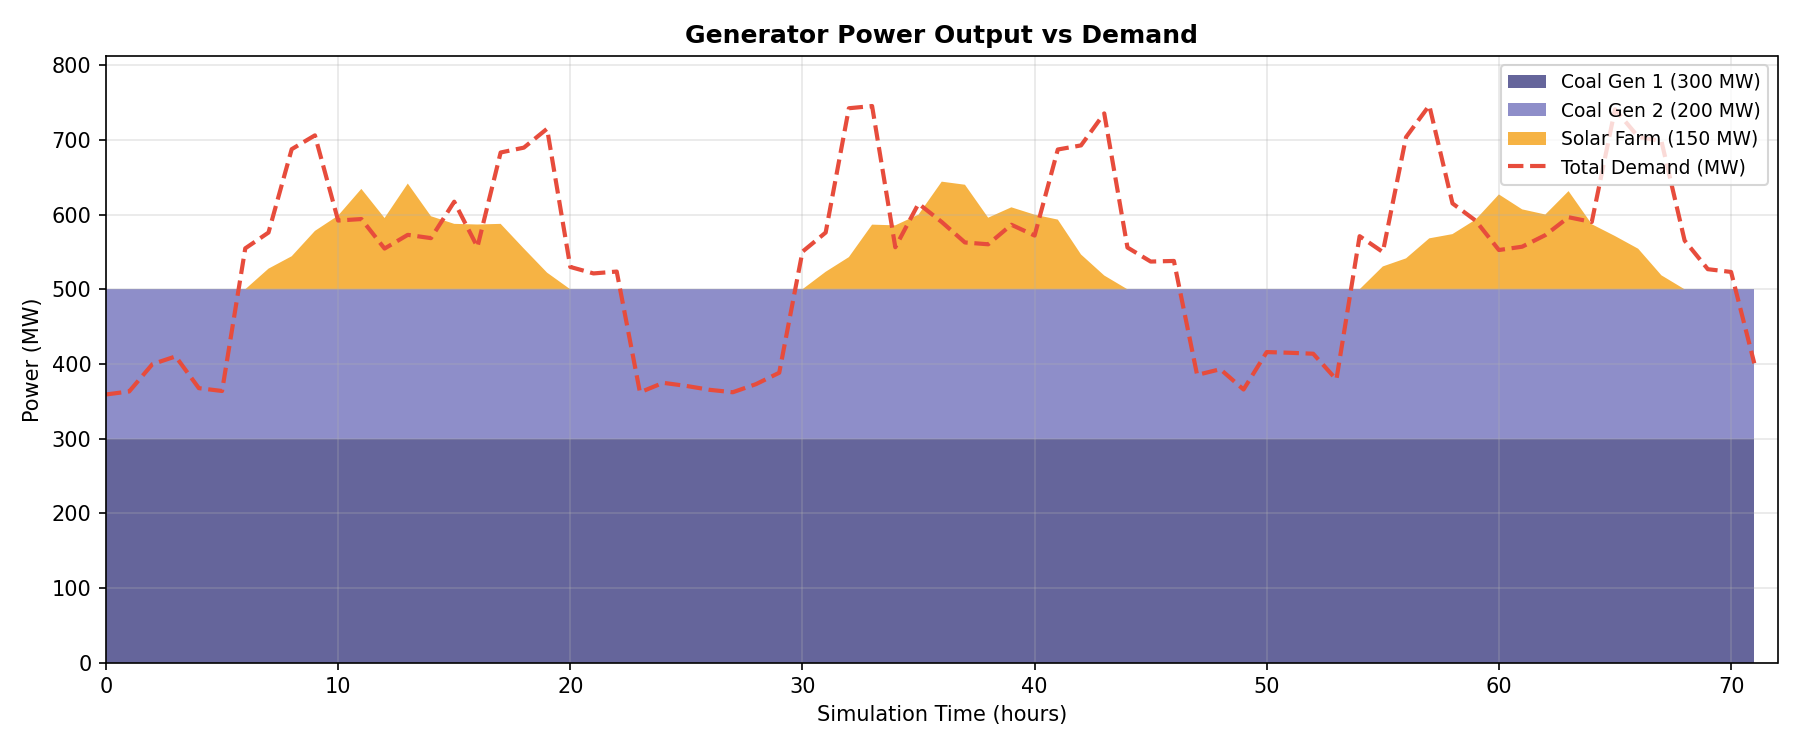 Generator Power Output vs Demand
800
700
600
500
400
300
200
100
0
Power (MW)
Coal Gen 1 (300 MW)
Coal Gen 2 (200 MW)
Solar Farm (150 MW)
Total Demand (MW)
0 10 20 30 40 50 60 70
Simulation Time (hours)